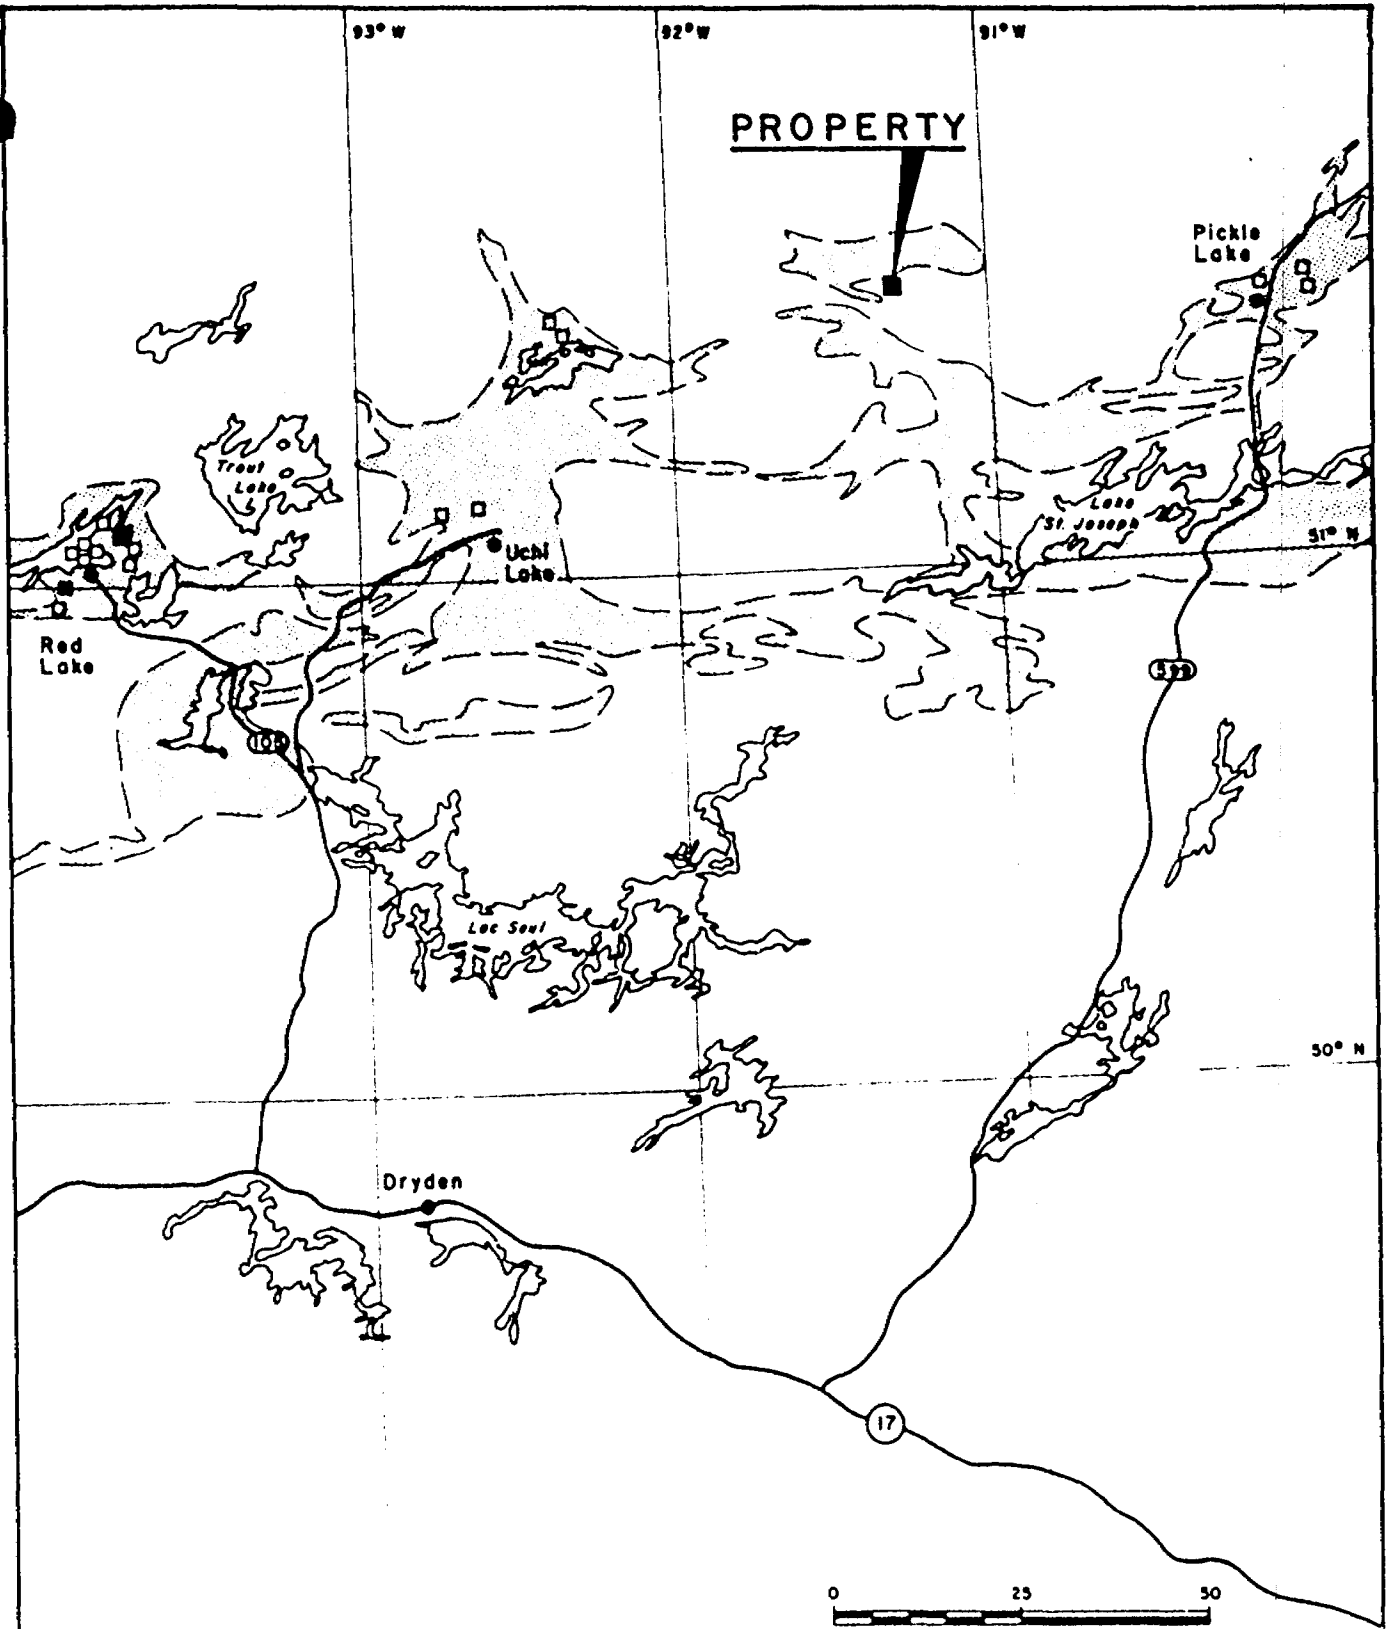 93° W
92° W
91° W
PROPERTY
Pickle
Lake
Trout
Lake
Lake
St. Joseph
51° N
Uchi
Lake
Red
Lake
599
105
Lac Seul
50° N
Dryden
17
0 25 50